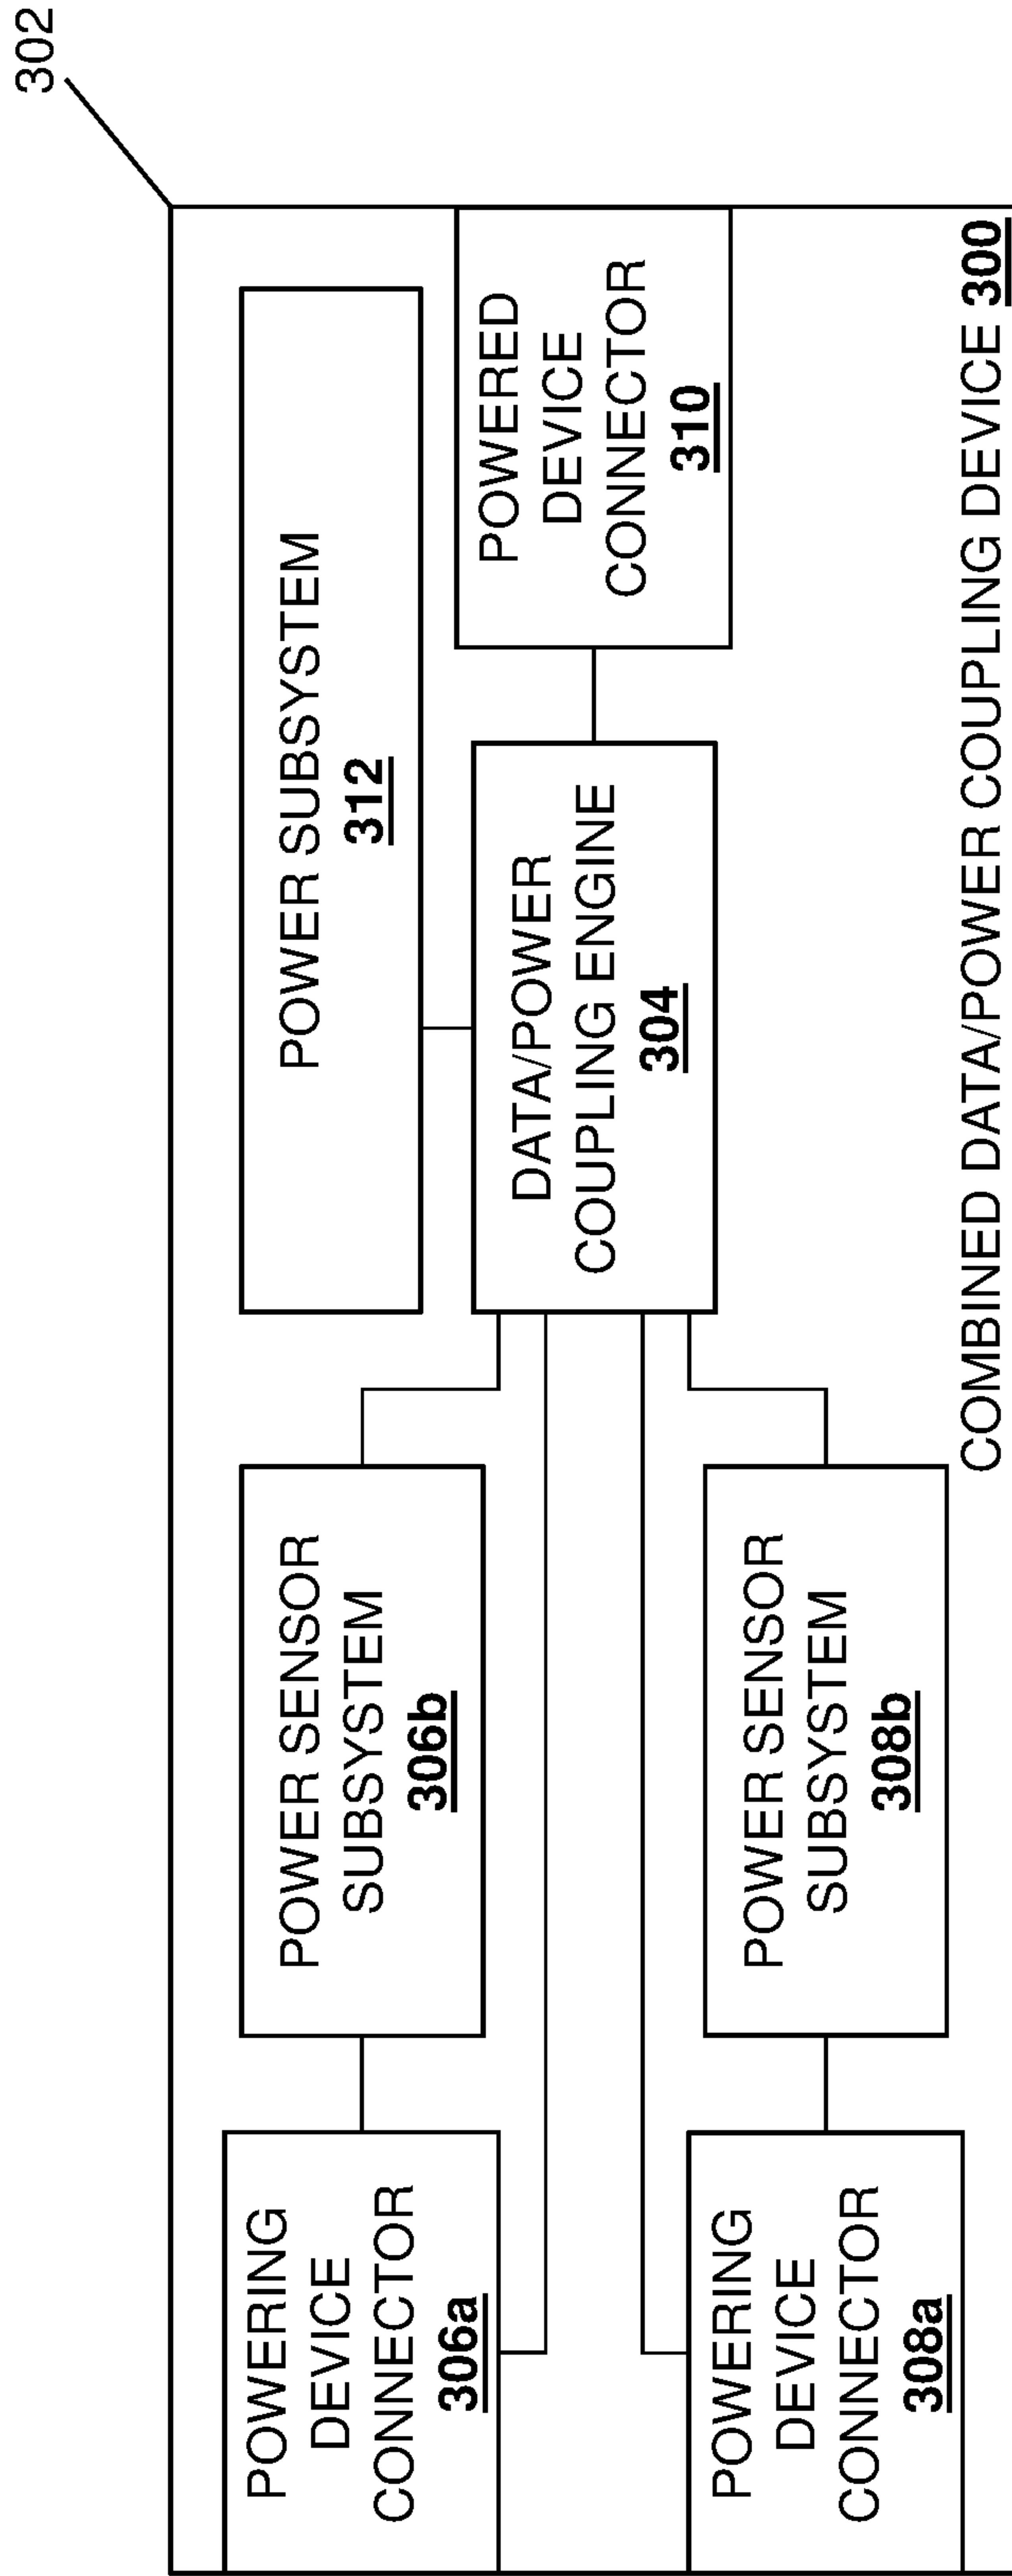 302
POWER SUBSYSTEM
312
POWERED
DEVICE
CONNECTOR
310
DATA/POWER
COUPLING ENGINE
304
POWER SENSOR
SUBSYSTEM
306b
POWERING
DEVICE
CONNECTOR
306a
POWER SENSOR
SUBSYSTEM
308b
POWERING
DEVICE
CONNECTOR
308a
COMBINED DATA/POWER COUPLING DEVICE 300